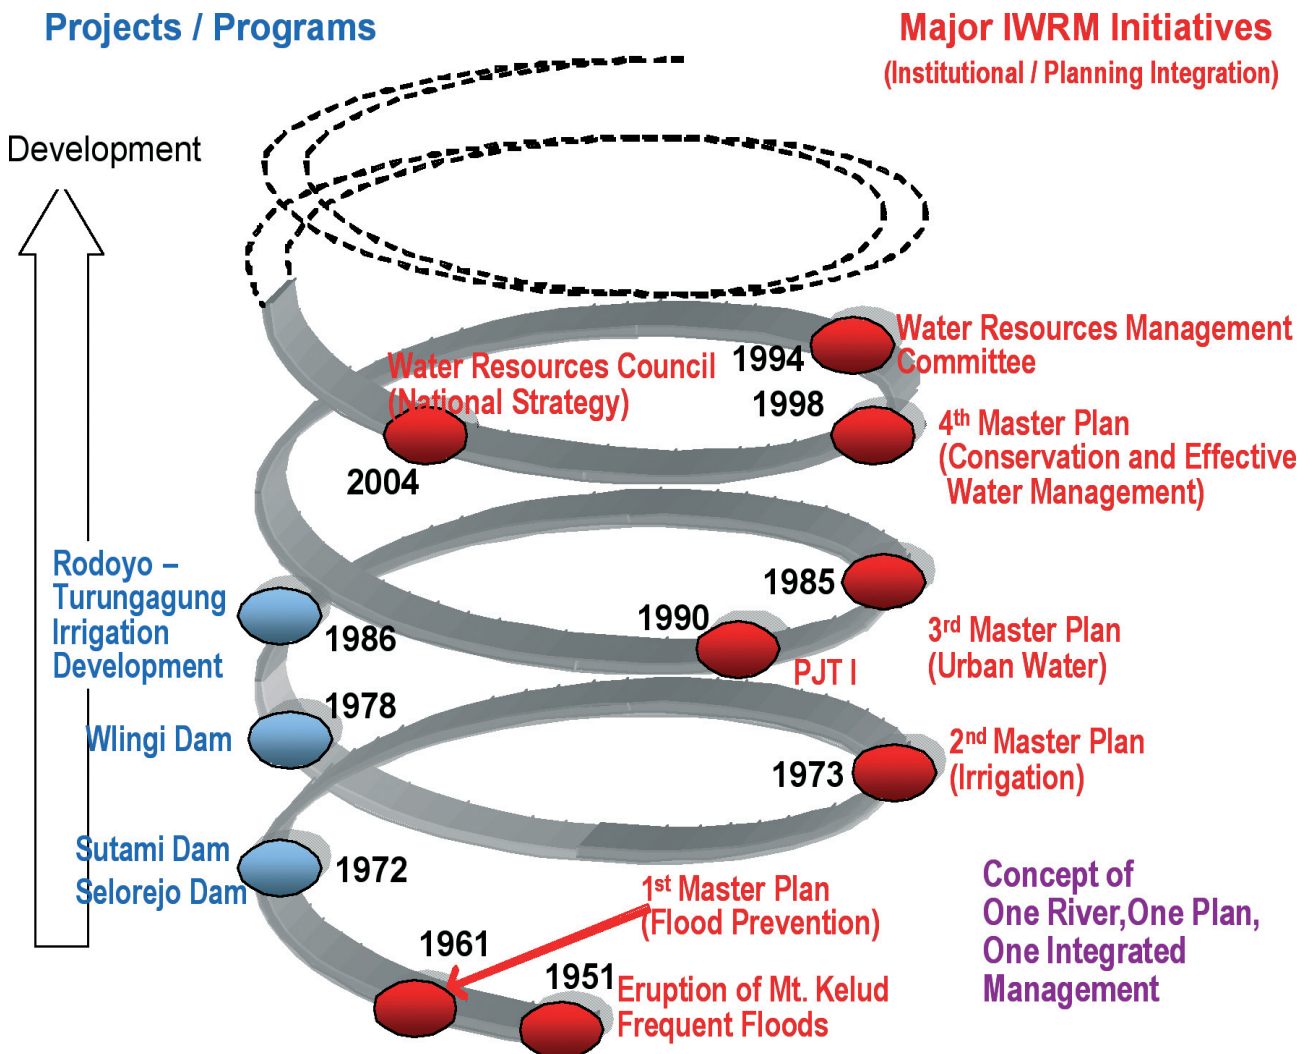 Projects / Programs
Major IWRM Initiatives
(Institutional / Planning Integration)
Development
Water Resources Management
Committee
1994
Water Resources Council
(National Strategy)
1998
4th Master Plan
(Conservation and Effective
Water Management)
2004
Rodoyo –
Turungagung
Irrigation
Development
1986
1985
1990
3rd Master Plan
(Urban Water)
PJT I
1978
Wlingi Dam
2nd Master Plan
(Irrigation)
1973
Sutami Dam
Selorejo Dam
1972
1st Master Plan
(Flood Prevention)
1961
1951
Eruption of Mt. Kelud
Frequent Floods
Concept of
One River,One Plan,
One Integrated
Management